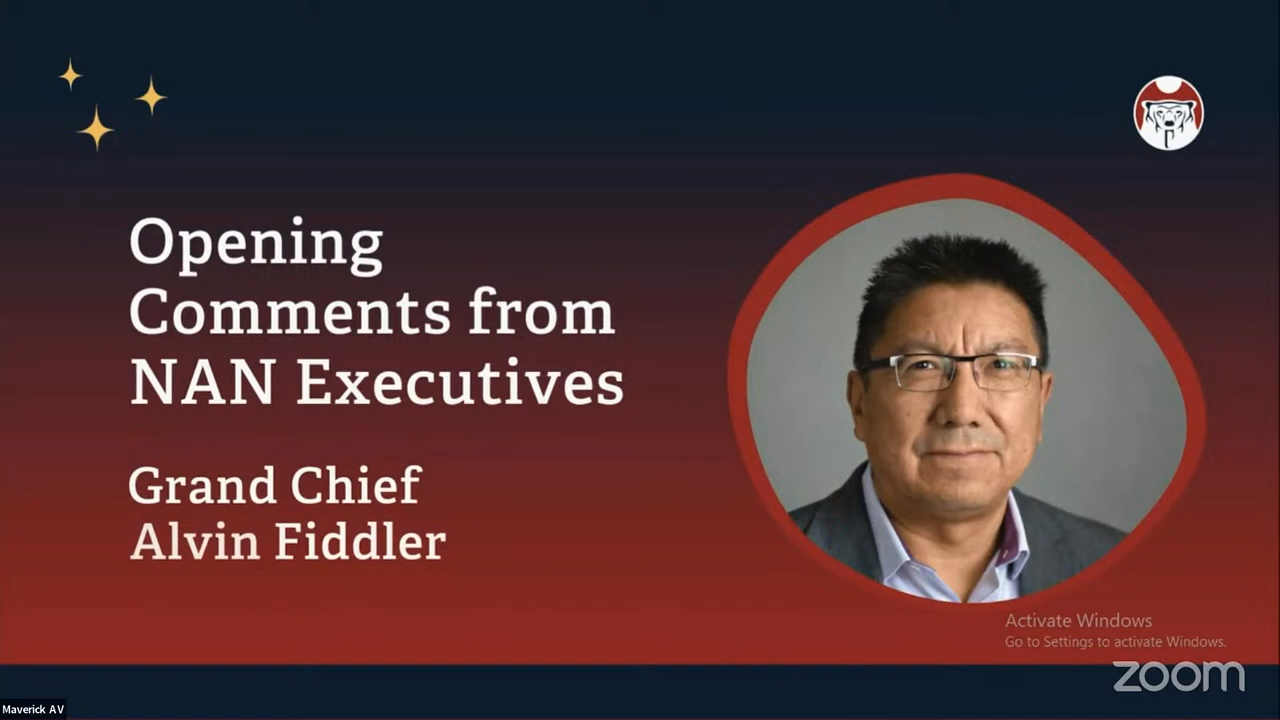 Opening
Comments from
NAN Executives
Grand Chief
Alvin Fiddler
Activate Windows
Go to Settings to activate Windows.
zoom
Maverick AV